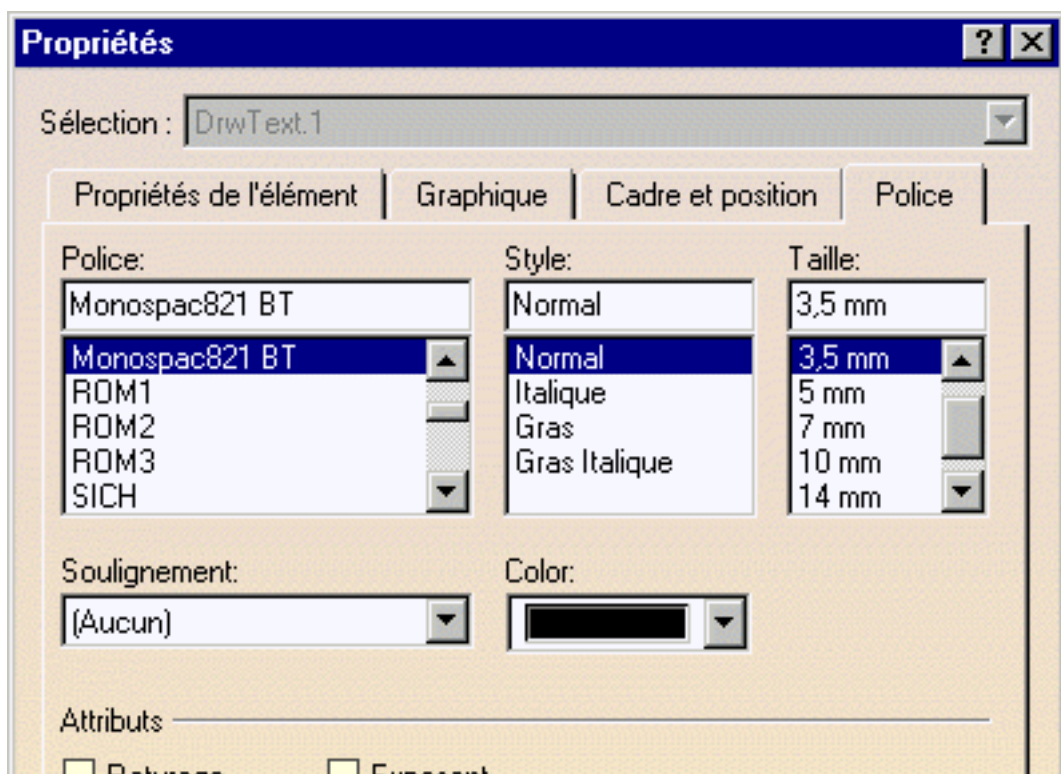 Propriétés
Sélection : DrwText.1
Propriétés de l'élément Graphique Cadre et position Police
Police: Style: Taille:
Monospac821 BT Normal 3,5 mm
Monospac821 BT Normal 3,5 mm
ROM1 Italique 5 mm
ROM2 Gras 7 mm
ROM3 Gras Italique 10 mm
SICH 14 mm
Soulignement: Color:
(Aucun)
Attributs
Exposant